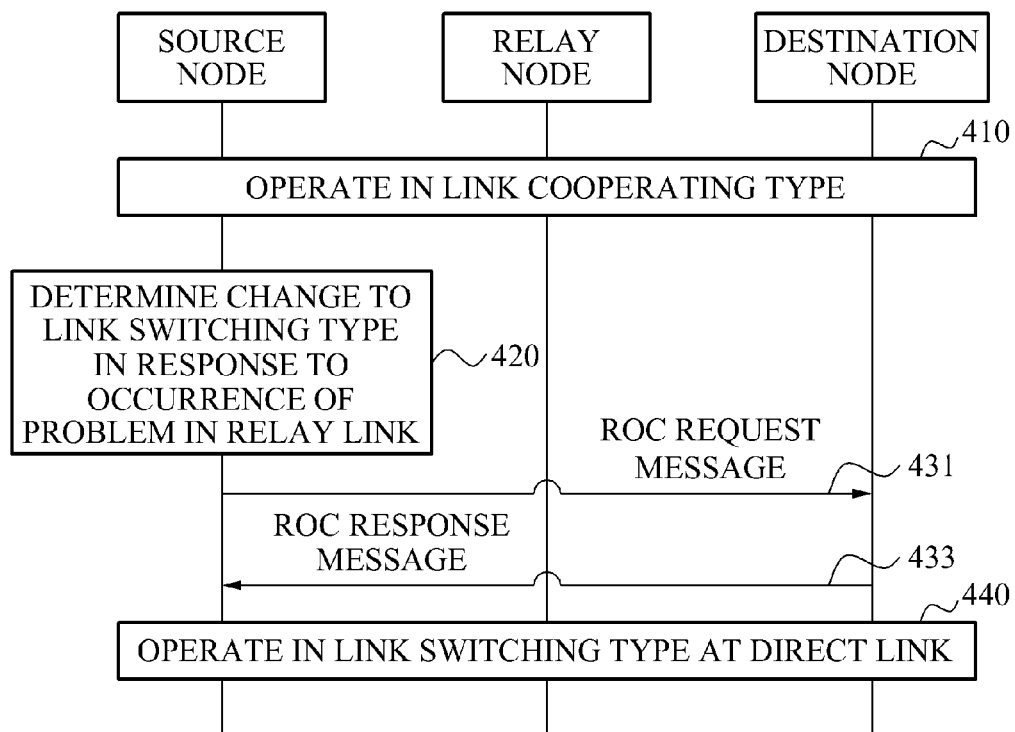 SOURCE
NODE
RELAY
NODE
DESTINATION
NODE
410
OPERATE IN LINK COOPERATING TYPE
DETERMINE CHANGE TO
LINK SWITCHING TYPE
IN RESPONSE TO
OCCURRENCE OF
PROBLEM IN RELAY LINK
420
ROC REQUEST
MESSAGE
431
ROC RESPONSE
MESSAGE
433
440
OPERATE IN LINK SWITCHING TYPE AT DIRECT LINK